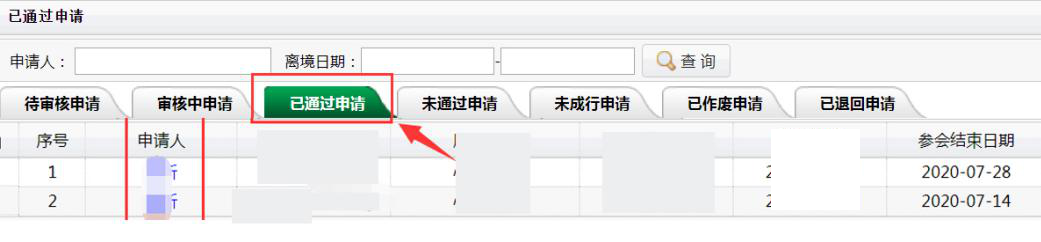 已通过申请
申请人： 离境日期： - 查 询
待审核申请 审核中申请 已通过申请 未通过申请 未成行申请 已作废申请 已退回申请
序号 申请人 参会结束日期
1 2020-07-28
2 2020-07-14